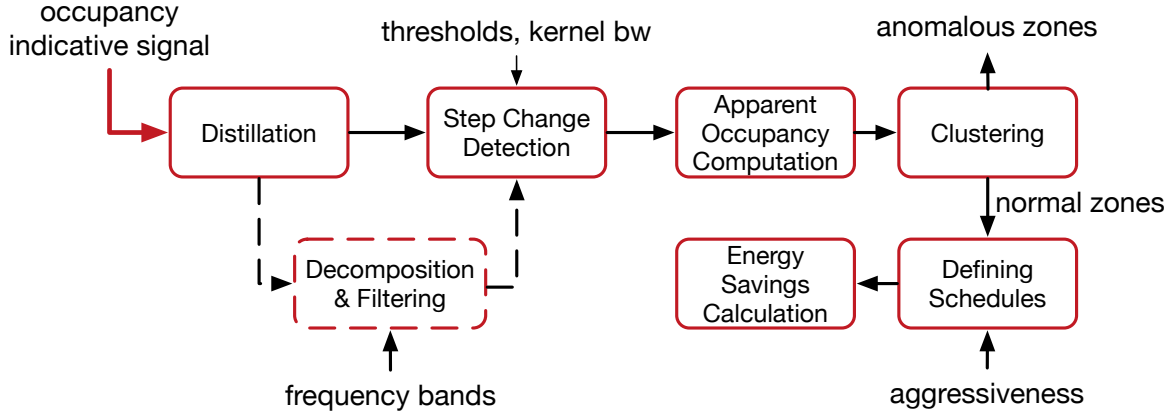 occupancy
indicative signal
thresholds, kernel bw
anomalous zones
Distillation
Step Change
Detection
Apparent
Occupancy
Computation
Clustering
normal zones
Decomposition
& Filtering
Energy
Savings
Calculation
Defining
Schedules
frequency bands
aggressiveness